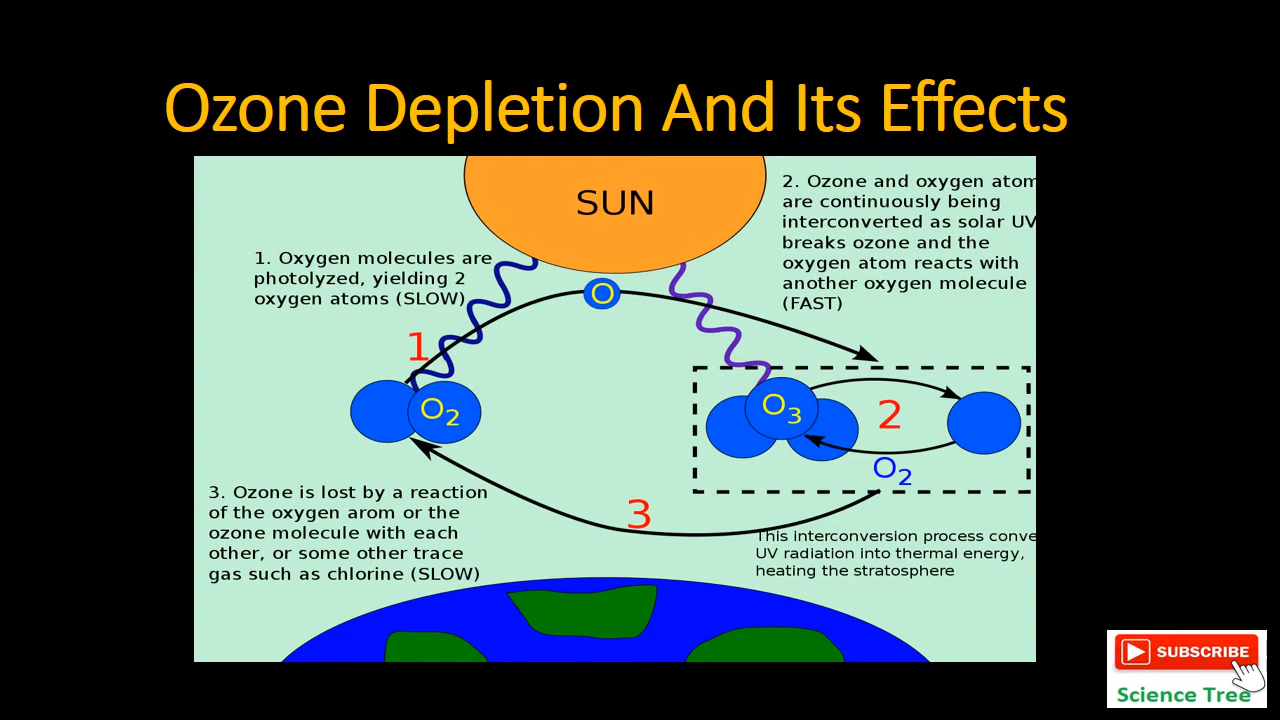 Ozone Depletion And Its Effects
SUN
1. Oxygen molecules are
photolyzed, yielding 2
oxygen atoms (SLOW)
2. Ozone and oxygen atom
are continuously being
interconverted as solar UV
breaks ozone and the
oxygen atom reacts with
another oxygen molecule
(FAST)
O
1
O2
O3
2
O2
3. Ozone is lost by a reaction
of the oxygen arom or the
ozone molecule with each
other, or some other trace
gas such as chlorine (SLOW)
3
This interconversion process conve
UV radiation into thermal energy,
heating the stratosphere
SUBSCRIBE
Science Tree